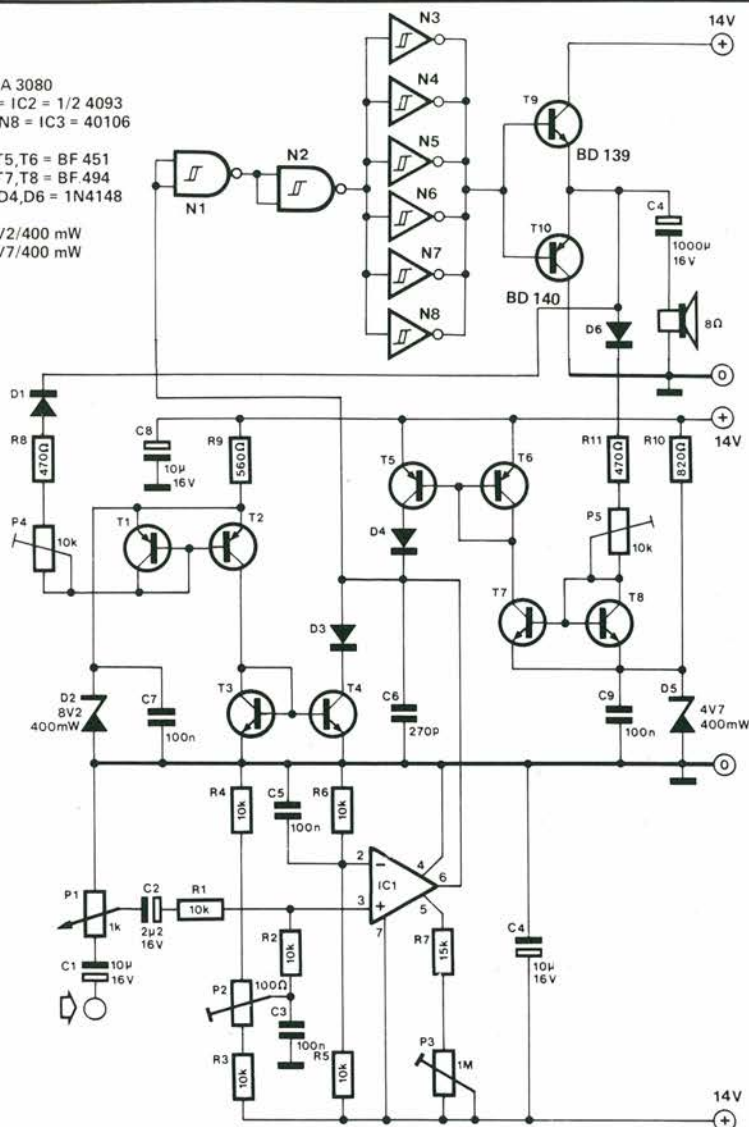 14V
+
N3
A 3080
= IC2 = 1/2 4093
N8 = IC3 = 40106
T5,T6 = BF 451
T7,T8 = BF.494
D4,D6 = 1N4148
V2/400 mW
V7/400 mW
N4
N5
N6
N7
N8
N1
N2
T9
BD 139
T10
BD 140
C4
1000µ
16V
8Ω
D6
0
D1
R8
470Ω
P4
10k
C8
10µ
16V
R9
560Ω
T1
T2
T5
T6
D4
R11
470Ω
R10
820Ω
+
14V
P5
10k
T7
T8
D3
D2
8V2
400mW
C7
100n
T3
T4
C6
270p
C9
100n
D5
4V7
400mW
0
R4
10k
C5
100n
R6
10k
2
−
4
IC1
6
3
+
5
7
P1
1k
C2
2µ2
16V
R1
10k
C1
10µ
16V
R2
10k
R7
15k
C4
10µ
16V
P2
100Ω
C3
100n
R3
10k
R5
10k
P3
1M
14V
+